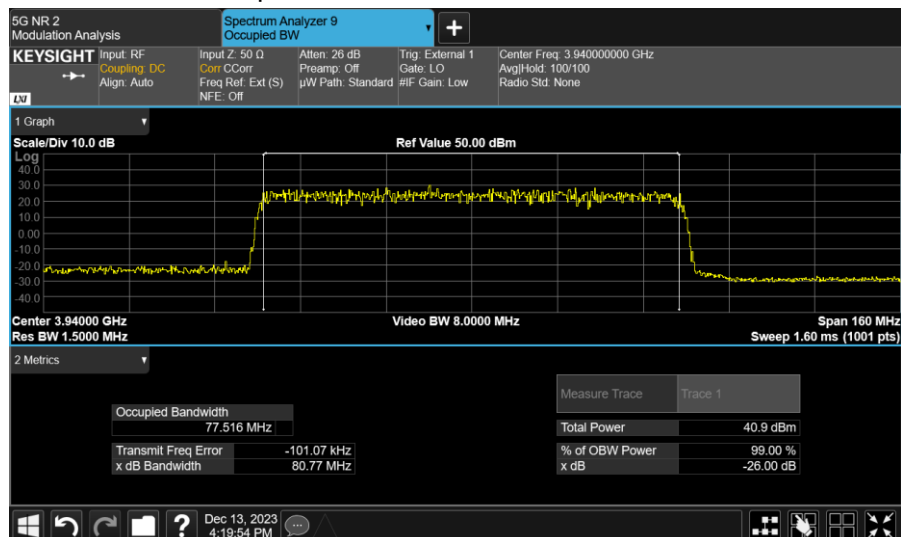 5G NR 2
Modulation Analysis
Spectrum Analyzer 9
Occupied BW
+
KEYSIGHT
LXI
Input: RF
Coupling: DC
Align: Auto
Input Z: 50 Ω
Corr CCorr
Freq Ref: Ext (S)
NFE: Off
Atten: 26 dB
Preamp: Off
µW Path: Standard
Trig: External 1
Gate: LO
#IF Gain: Low
Center Freq: 3.940000000 GHz
Avg|Hold: 100/100
Radio Std: None
1 Graph
Scale/Div 10.0 dB
Ref Value 50.00 dBm
Log
40.0
30.0
20.0
10.0
0.00
-10.0
-20.0
-30.0
-40.0
Center 3.94000 GHz
Video BW 8.0000 MHz
Span 160 MHz
Res BW 1.5000 MHz
Sweep 1.60 ms (1001 pts)
2 Metrics
Measure Trace Trace 1
Occupied Bandwidth
77.516 MHz
Total Power 40.9 dBm
Transmit Freq Error -101.07 kHz
% of OBW Power 99.00 %
x dB Bandwidth 80.77 MHz
x dB -26.00 dB
?
Dec 13, 2023
4:19:54 PM